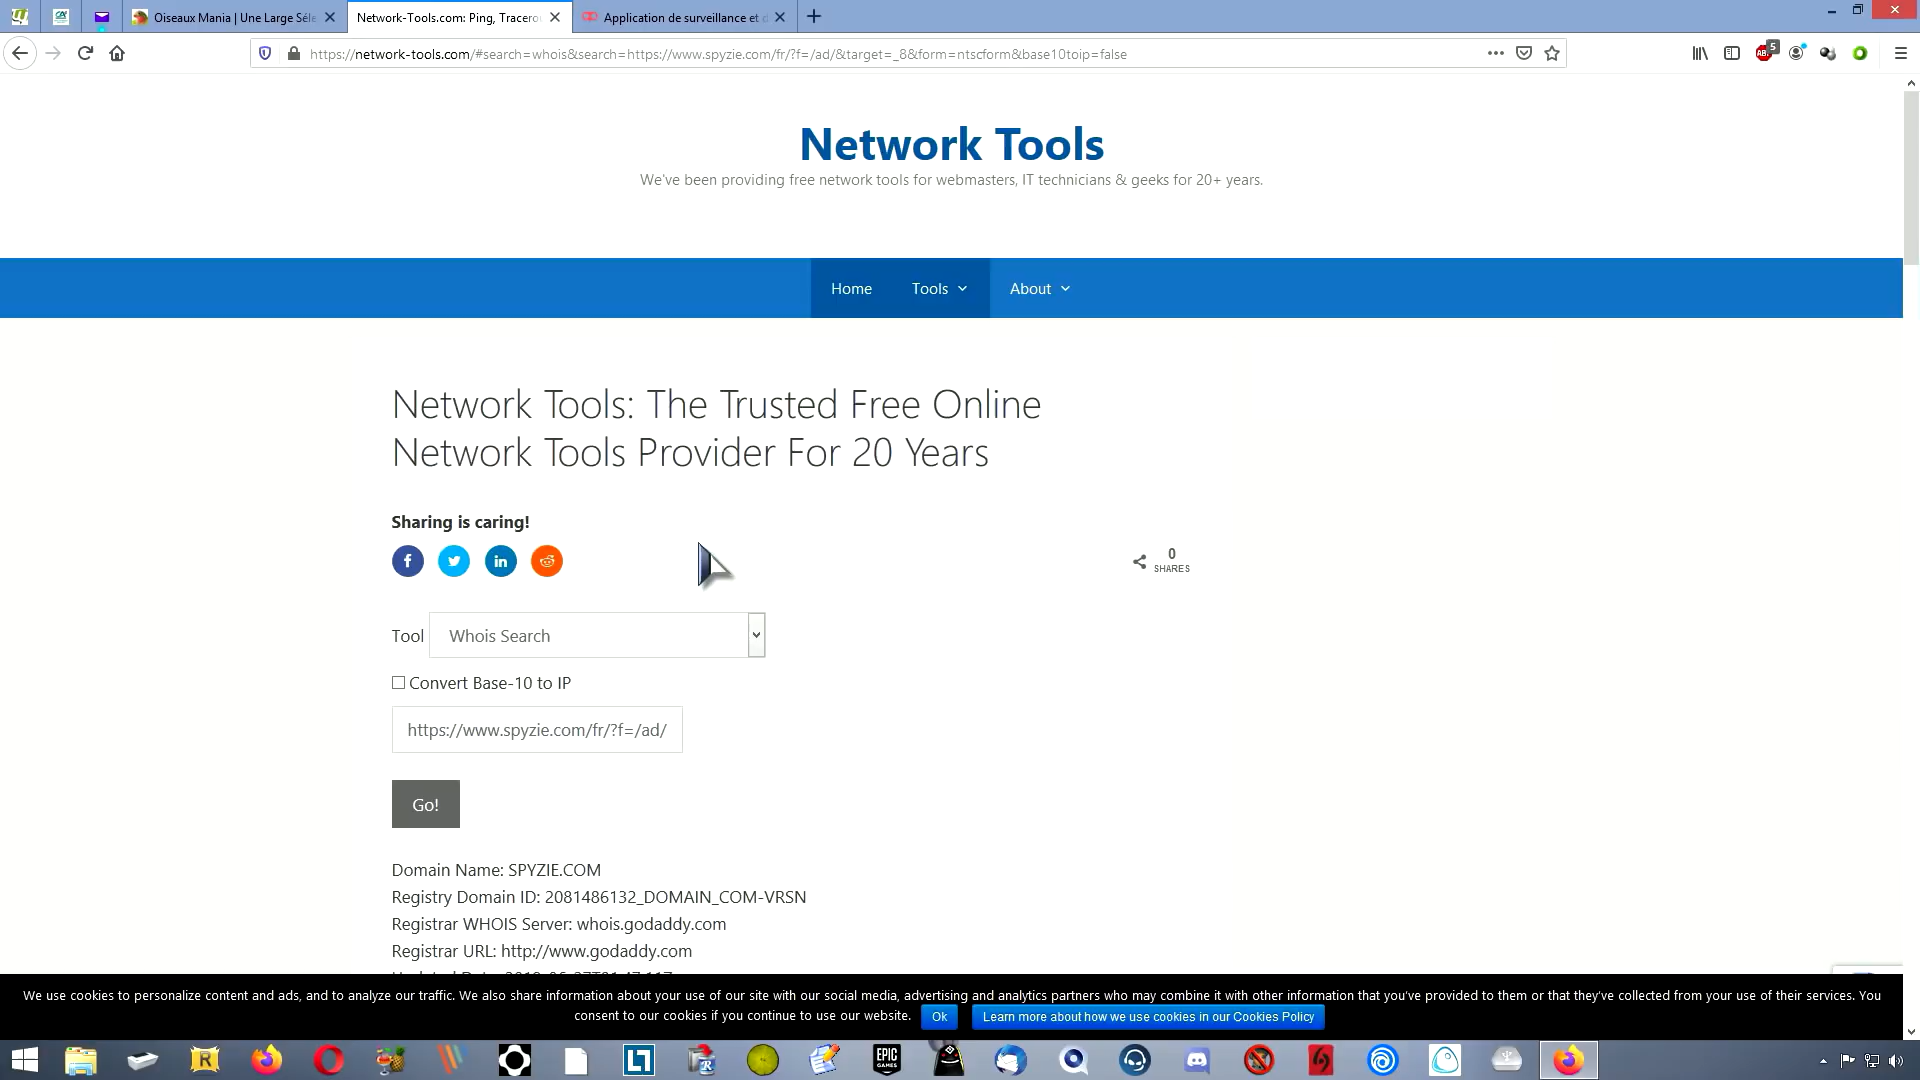 Oiseaux Mania | Une Large Séle
Network-Tools.com: Ping, Tracerou
Application de surveillance et d
https://network-tools.com/#search=whois&search=https://www.spyzie.com/fr/?f=/ad/&target=_8&form=ntscform&base10toip=false
5
Network Tools
We've been providing free network tools for webmasters, IT technicians & geeks for 20+ years.
Home Tools About
Network Tools: The Trusted Free Online
Network Tools Provider For 20 Years
Sharing is caring!
0
SHARES
Tool Whois Search
Convert Base-10 to IP
https://www.spyzie.com/fr/?f=/ad/
Go!
Domain Name: SPYZIE.COM
Registry Domain ID: 2081486132_DOMAIN_COM-VRSN
Registrar WHOIS Server: whois.godaddy.com
Registrar URL: http://www.godaddy.com
We use cookies to personalize content and ads, and to analyze our traffic. We also share information about your use of our site with our social media, advertising and analytics partners who may combine it with other information that you've provided to them or that they've collected from your use of their services. You
consent to our cookies if you continue to use our website. Ok Learn more about how we use cookies in our Cookies Policy
EPIC
GAMES